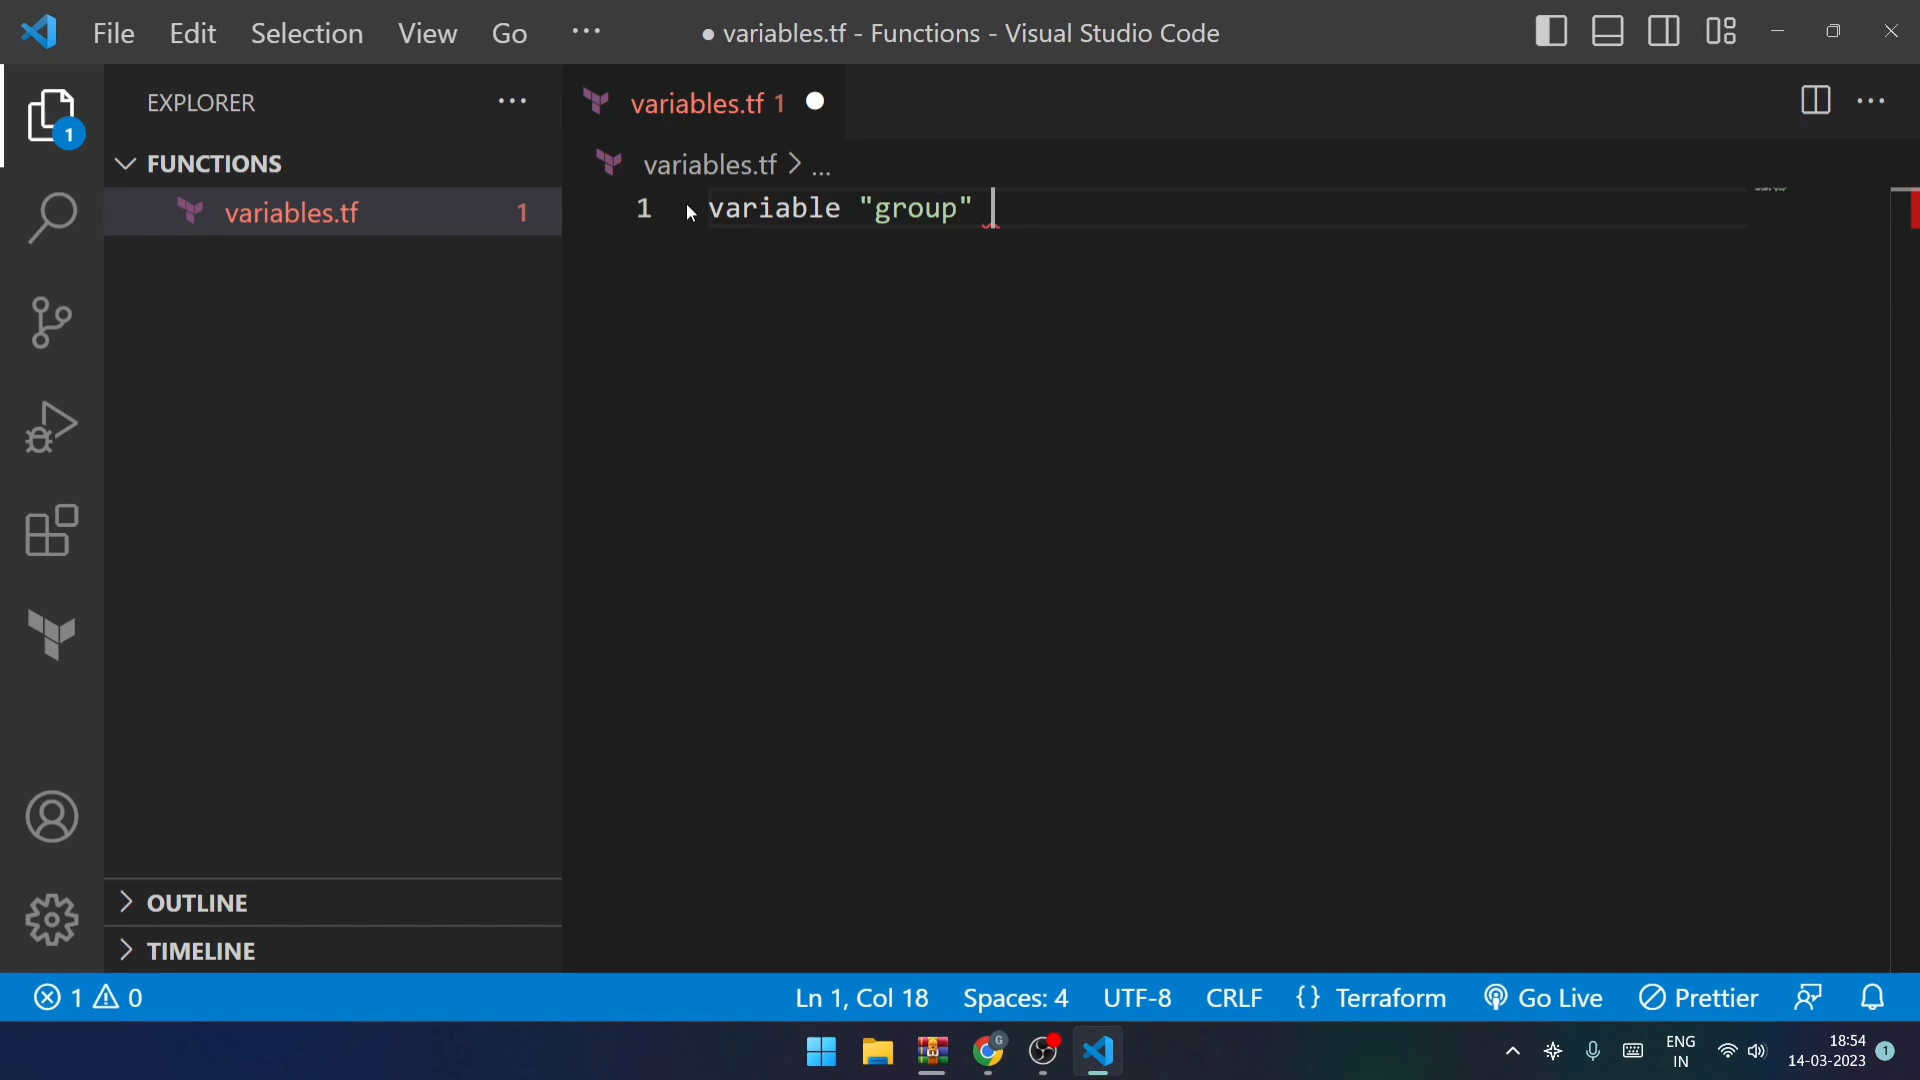 File Edit Selection View Go ··· ● variables.tf - Functions - Visual Studio Code
EXPLORER ···
variables.tf 1 ●
FUNCTIONS
variables.tf > ...
variables.tf 1
1 variable "group"
1
OUTLINE
TIMELINE
1 0 Ln 1, Col 18 Spaces: 4 UTF-8 CRLF {} Terraform Go Live Prettier
G
ENG
IN
18:54
14-03-2023
1